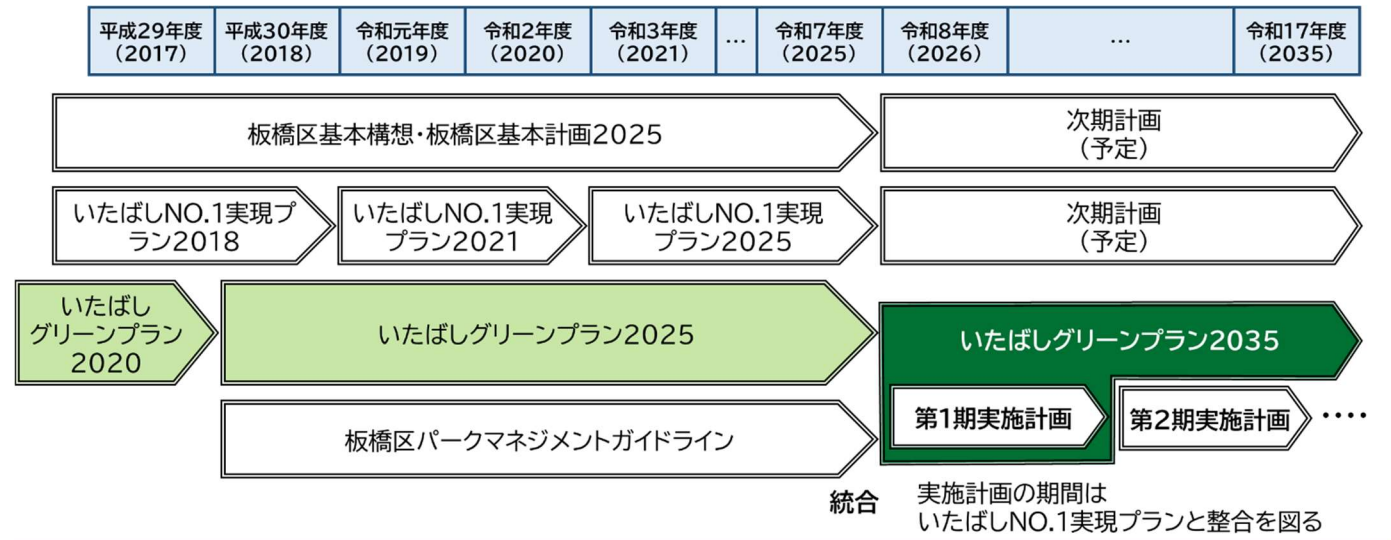 平成29年度 平成30年度 令和元年度 令和2年度 令和3年度 … 令和7年度 令和8年度 … 令和17年度
(2017) (2018) (2019) (2020) (2021) (2025) (2026) (2035)
板橋区基本構想・板橋区基本計画2025
次期計画
(予定)
いたばしNO.1実現プ
ラン2018
いたばしNO.1実現
プラン2021
いたばしNO.1実現
プラン2025
次期計画
(予定)
いたばし
グリーンプラン
2020
いたばしグリーンプラン2025
いたばしグリーンプラン2035
第1期実施計画
第2期実施計画
‥‥
板橋区パークマネジメントガイドライン
統合
実施計画の期間は
いたばしNO.1実現プランと整合を図る